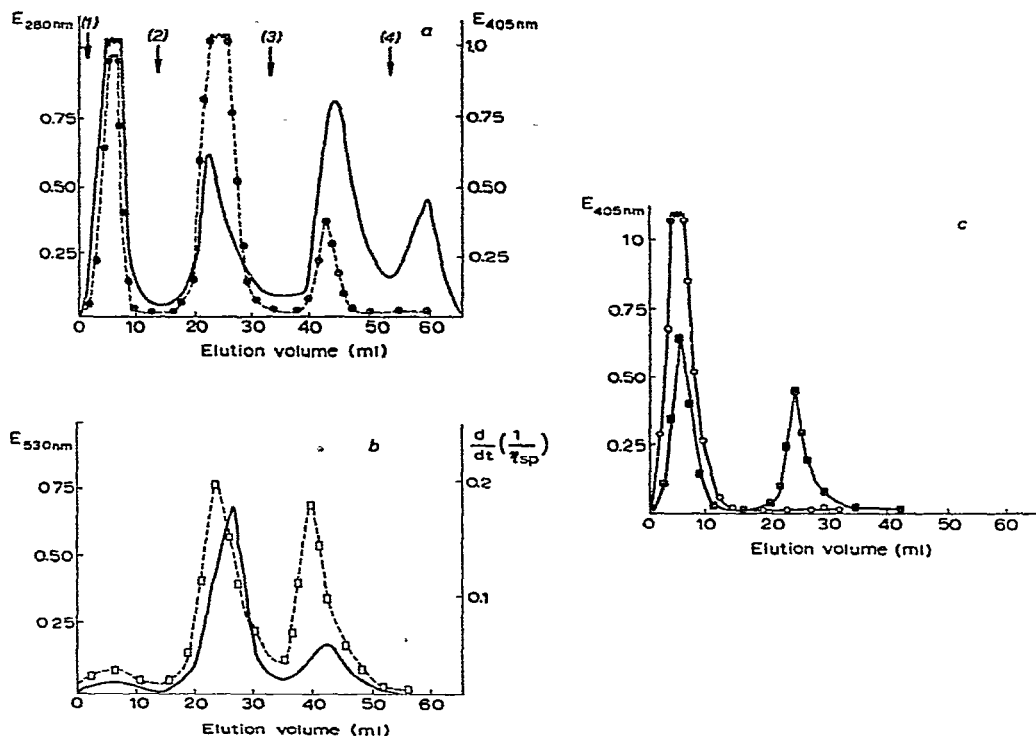 E280nm (1) (2) (3) (4) a E405nm
1.0
0.75 0.75
0.50 0.50
0.25 0.25
0 10 20 30 40 50 60
Elution volume (ml)
E530nm b d/dt(1/ηsp)
0.75 0.2
0.50
0.1
0.25
0 10 20 30 40 50 60
Elution volume (ml)
E405nm c
1.0
0.75
0.50
0.25
0 10 20 30 40 50 60
Elution volume (ml)